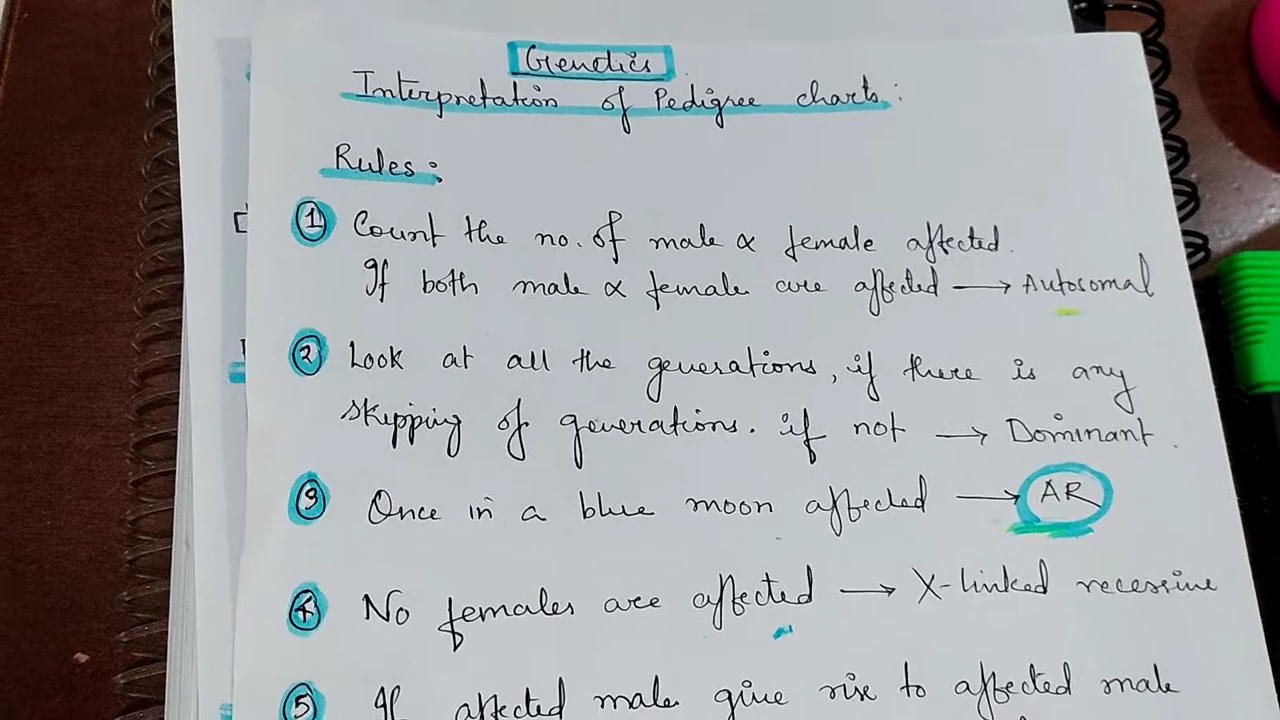 Genetics
Interpretation of Pedigree charts:
Rules:
① Count the no. of male & female affected.
If both male & female are affected → Autosomal
② Look at all the generations, if there is any
skipping of generations. if not → Dominant.
③ Once in a blue moon affected → AR
④ No females are affected → X-linked recessive
⑤ If affected male give rise to affected male